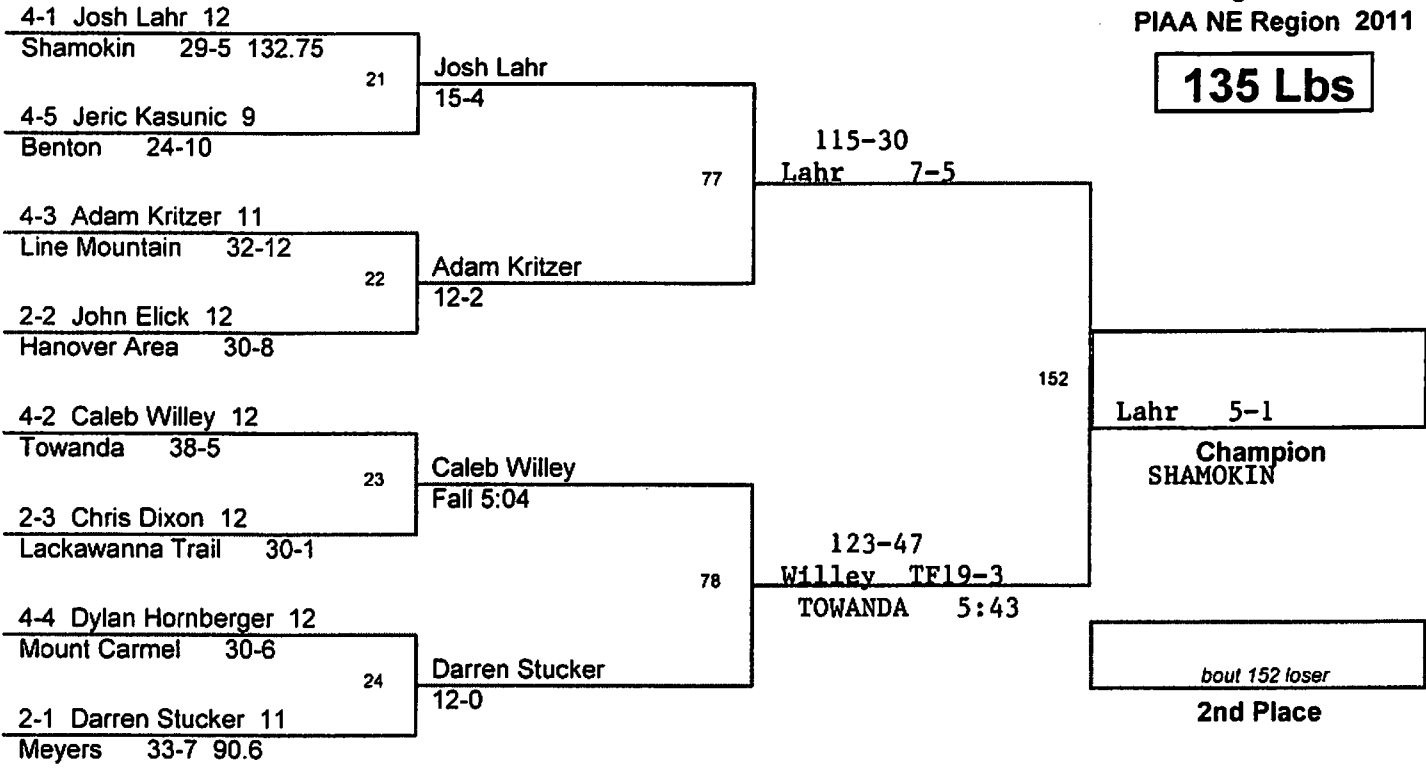 PIAA NE Region 2011
135 Lbs
4-1 Josh Lahr 12
Shamokin 29-5 132.75
21
4-5 Jeric Kasunic 9
Benton 24-10
Josh Lahr
15-4
4-3 Adam Kritzer 11
Line Mountain 32-12
22
2-2 John Elick 12
Hanover Area 30-8
Adam Kritzer
12-2
77
115-30
Lahr 7-5
4-2 Caleb Willey 12
Towanda 38-5
23
2-3 Chris Dixon 12
Lackawanna Trail 30-1
Caleb Willey
Fall 5:04
4-4 Dylan Hornberger 12
Mount Carmel 30-6
24
2-1 Darren Stucker 11
Meyers 33-7 90.6
Darren Stucker
12-0
78
123-47
Willey TF19-3
TOWANDA 5:43
152
Lahr 5-1
Champion
SHAMOKIN
bout 152 loser
2nd Place